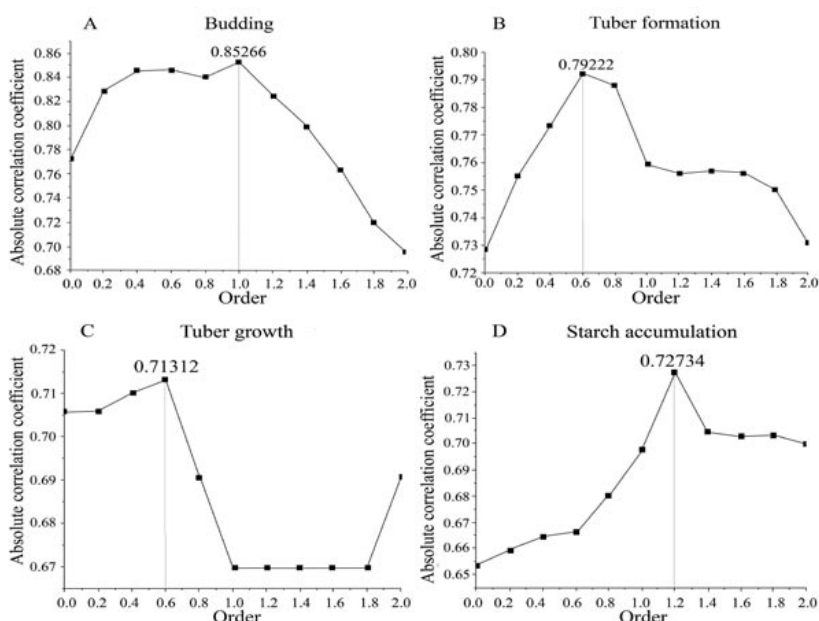 A
Budding
0.85266
0.86
0.84
0.82
0.80
0.78
0.76
0.74
0.72
0.70
0.68
Absolute correlation coefficient
0.0 0.2 0.4 0.6 0.8 1.0 1.2 1.4 1.6 1.8 2.0
Order
B
Tuber formation
0.79222
0.80
0.79
0.78
0.77
0.76
0.75
0.74
0.73
0.72
Absolute correlation coefficient
0.0 0.2 0.4 0.6 0.8 1.0 1.2 1.4 1.6 1.8 2.0
Order
C
Tuber growth
0.71312
0.72
0.71
0.70
0.69
0.68
0.67
Absolute correlation coefficient
0.0 0.2 0.4 0.6 0.8 1.0 1.2 1.4 1.6 1.8 2.0
Order
D
Starch accumulation
0.72734
0.73
0.72
0.71
0.70
0.69
0.68
0.67
0.66
0.65
Absolute correlation coefficient
0.0 0.2 0.4 0.6 0.8 1.0 1.2 1.4 1.6 1.8 2.0
Order